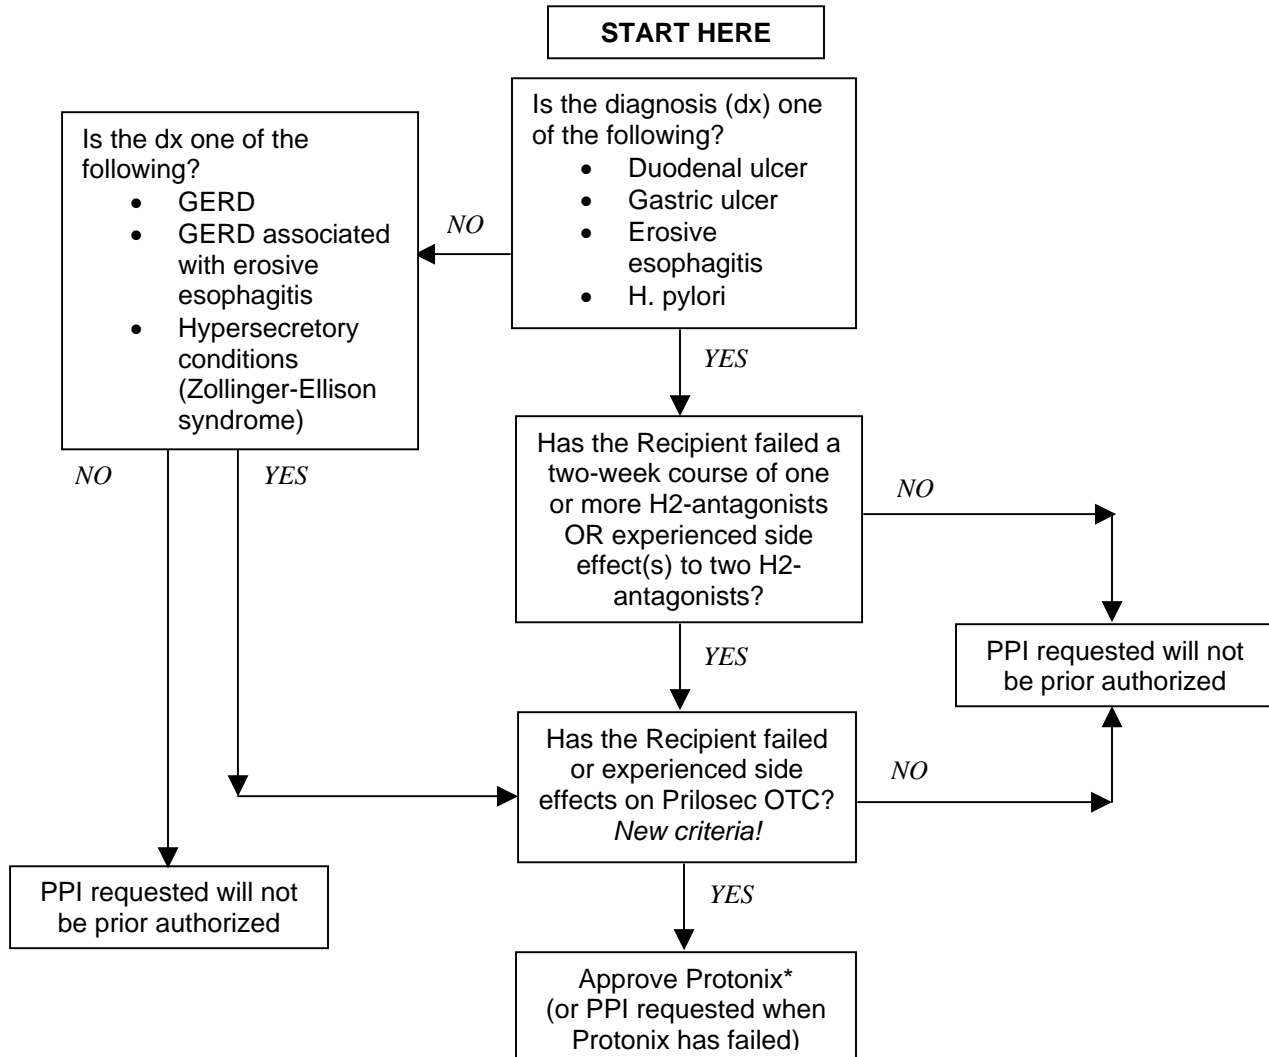 START HERE
Is the diagnosis (dx) one
of the following?
• Duodenal ulcer
• Gastric ulcer
• Erosive
esophagitis
• H. pylori
NO
Is the dx one of the
following?
• GERD
• GERD associated
with erosive
esophagitis
• Hypersecretory
conditions
(Zollinger-Ellison
syndrome)
YES
NO
YES
Has the Recipient failed a
two-week course of one
or more H2-antagonists
OR experienced side
effect(s) to two H2-
antagonists?
NO
YES
PPI requested will not
be prior authorized
Has the Recipient failed
or experienced side
effects on Prilosec OTC?
New criteria!
NO
PPI requested will not
be prior authorized
YES
Approve Protonix*
(or PPI requested when
Protonix has failed)